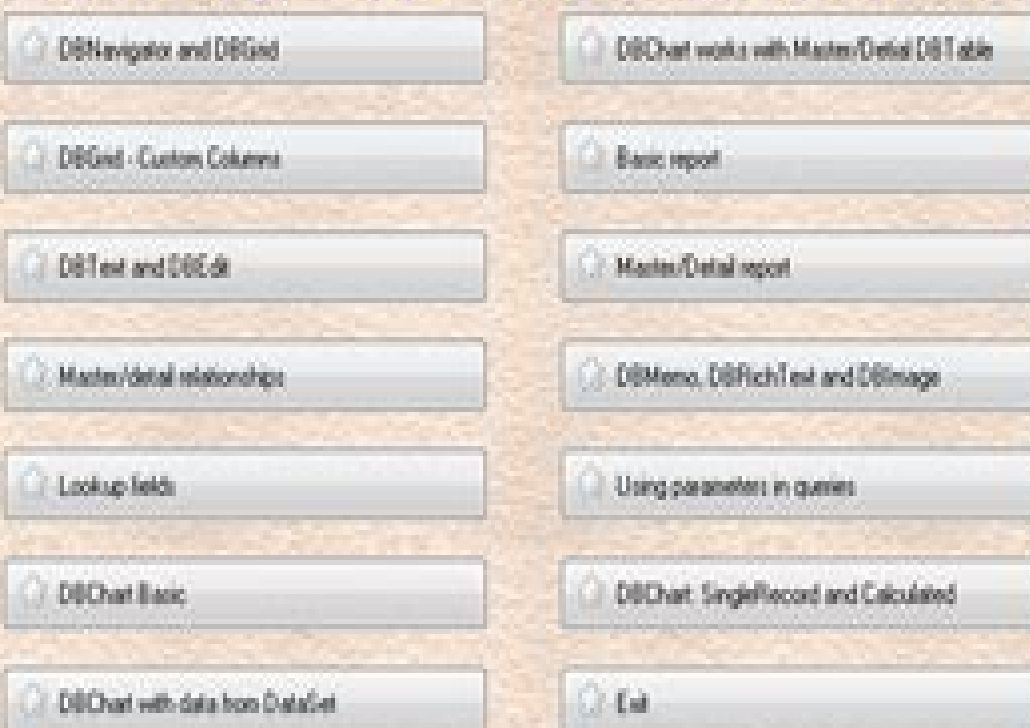 DBNavigator and DBGrid
DBGrid - Custom Columns
DBText and DBEdit
Master/detail relationships
Lookup fields
DBChart Basic
DBChart with data from DataSet
DBChart works with Master/Detial DBTable
Basic report
Master/Detail report
DBMemo, DBRichText and DBImage
Using parameters in queries
DBChart: SingleRecord and Calculated
Exit